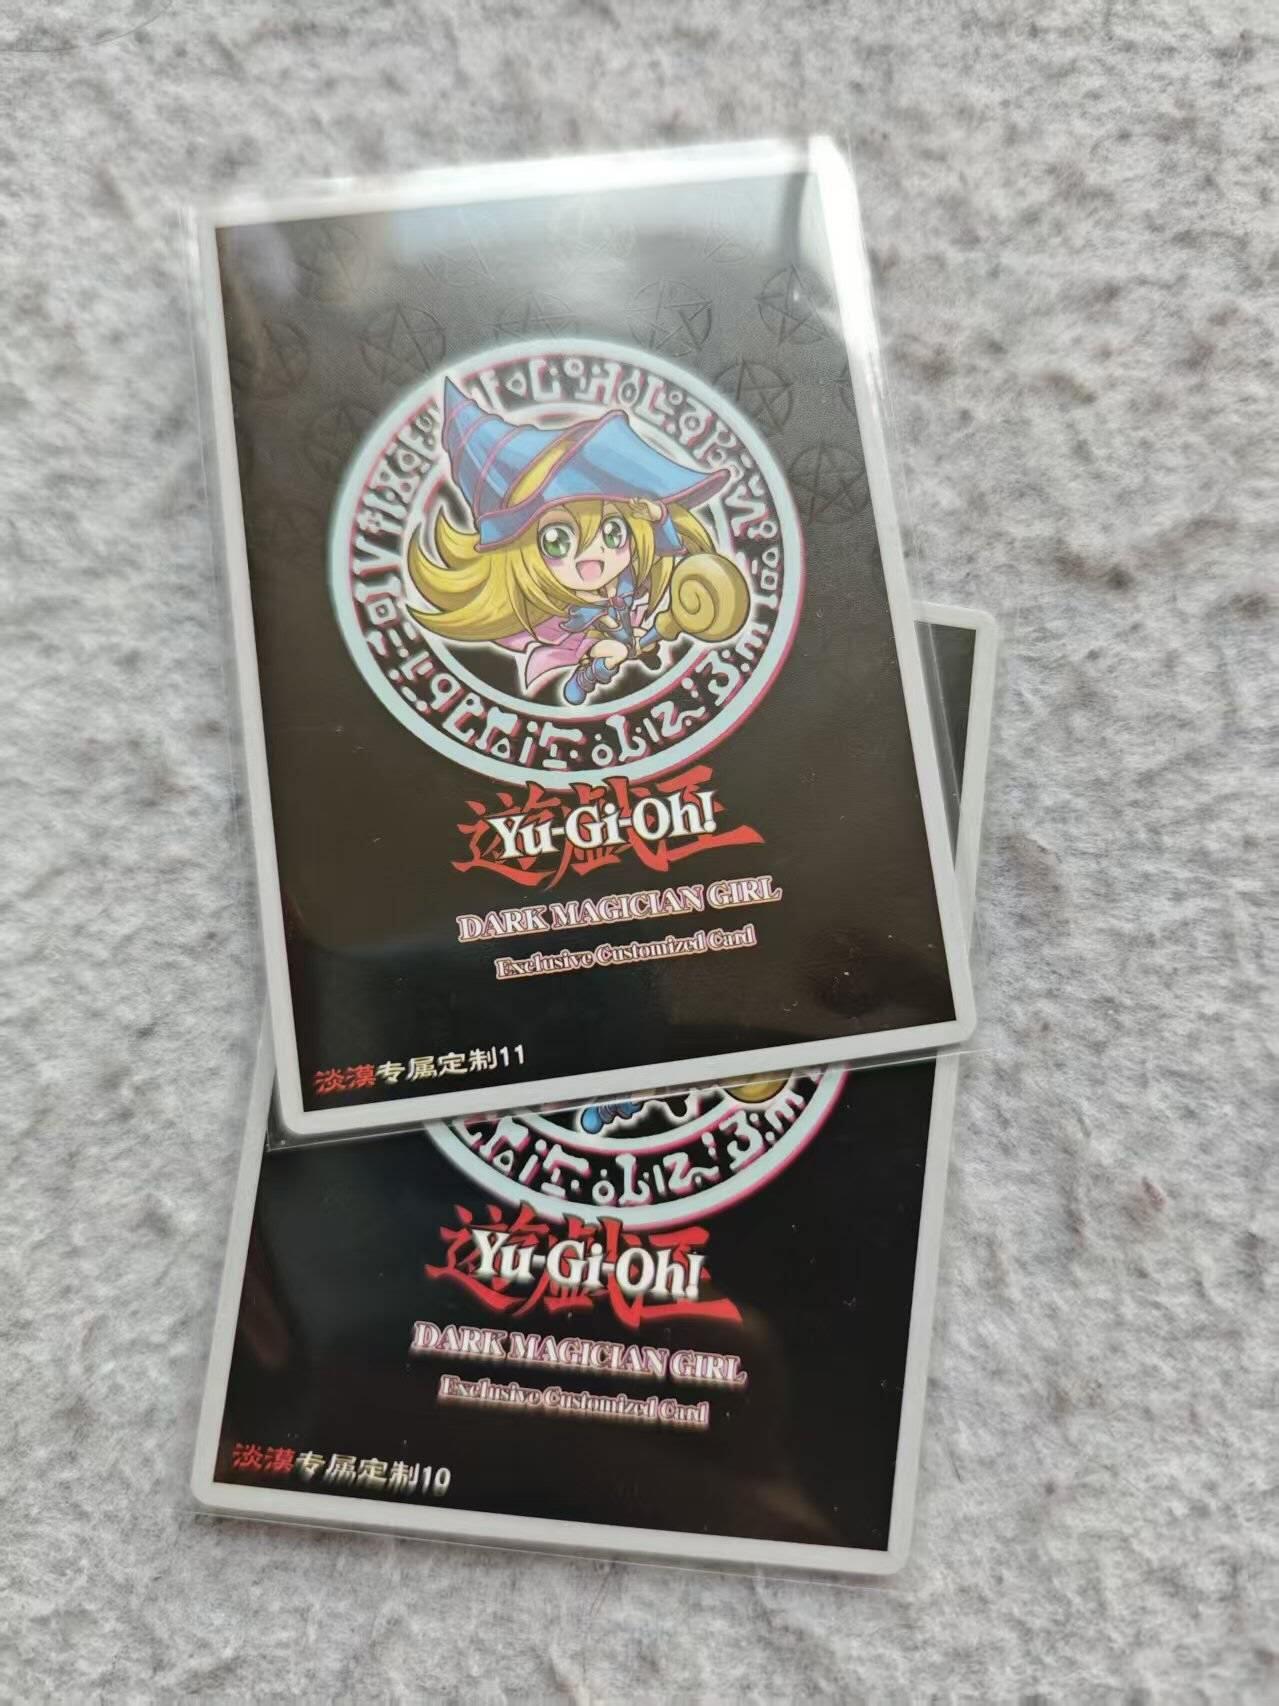 遊戯王
Yu-Gi-Oh!
DARK MAGICIAN GIRL
Exclusive Customized Card
淡漠专属定制11
遊戯王
Yu-Gi-Oh!
DARK MAGICIAN GIRL
Exclusive Customized Card
淡漠专属定制10